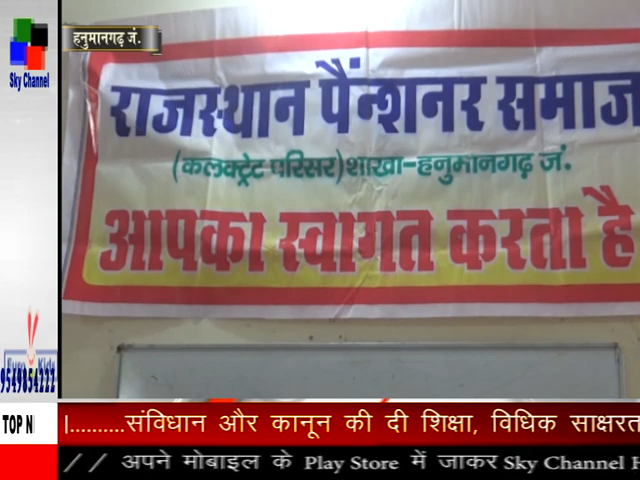 हनुमानगढ़ जं.
Sky Channel
राजस्थान पैंन्शनर समाज
(कलक्ट्रेट परिसर)शाखा-हनुमानगढ़ जं.
आपका स्वागत करता है
9549854222
TOP N
।..........संविधान और कानून की दी शिक्षा, विधिक साक्षरत
// अपने मोबाइल के Play Store में जाकर Sky Channel H